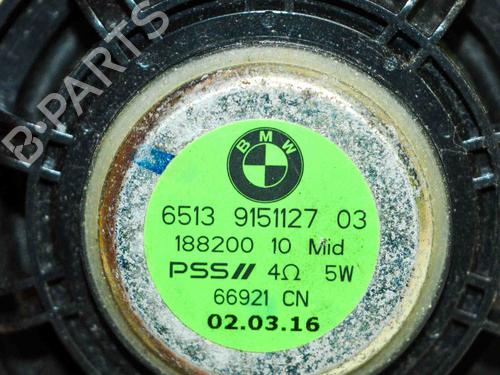 B-PARTS
BMW
6513 9151127 03
188200 10 Mid
PSS// 4Ω 5W
66921 CN
02.03.16